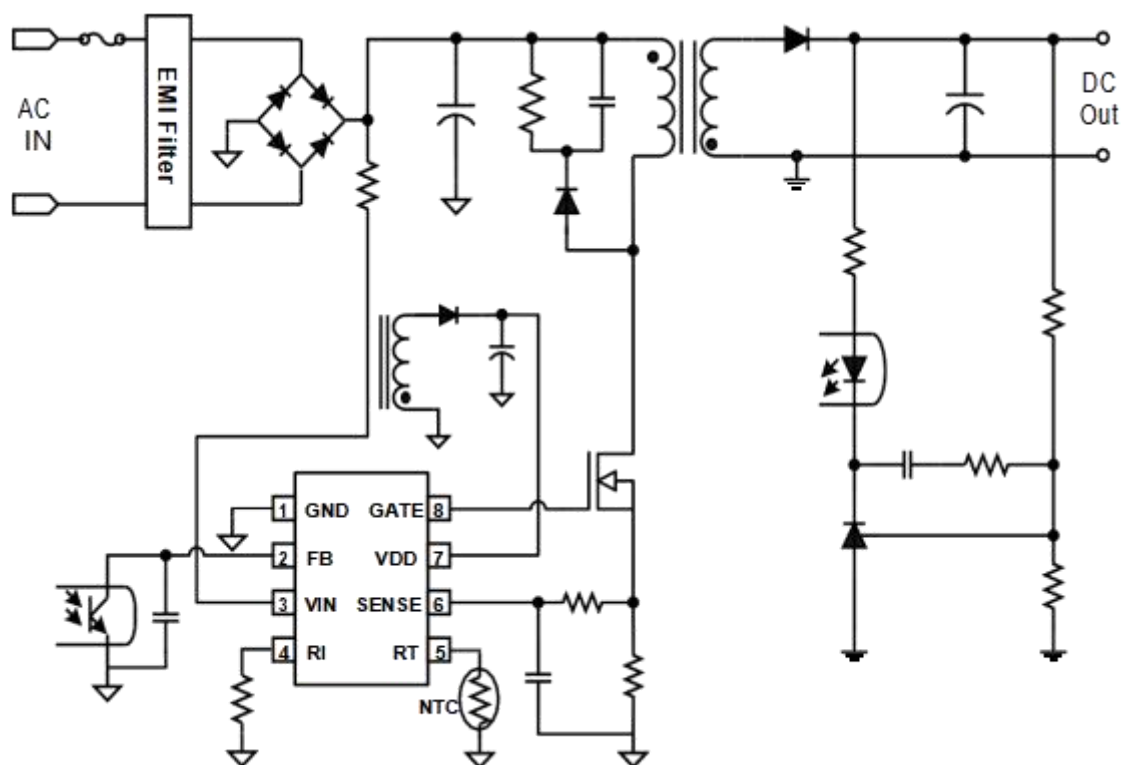 AC
IN
EMI Filter
DC
Out
1 GND GATE 8
2 FB VDD 7
3 VIN SENSE 6
4 RI RT 5
NTC